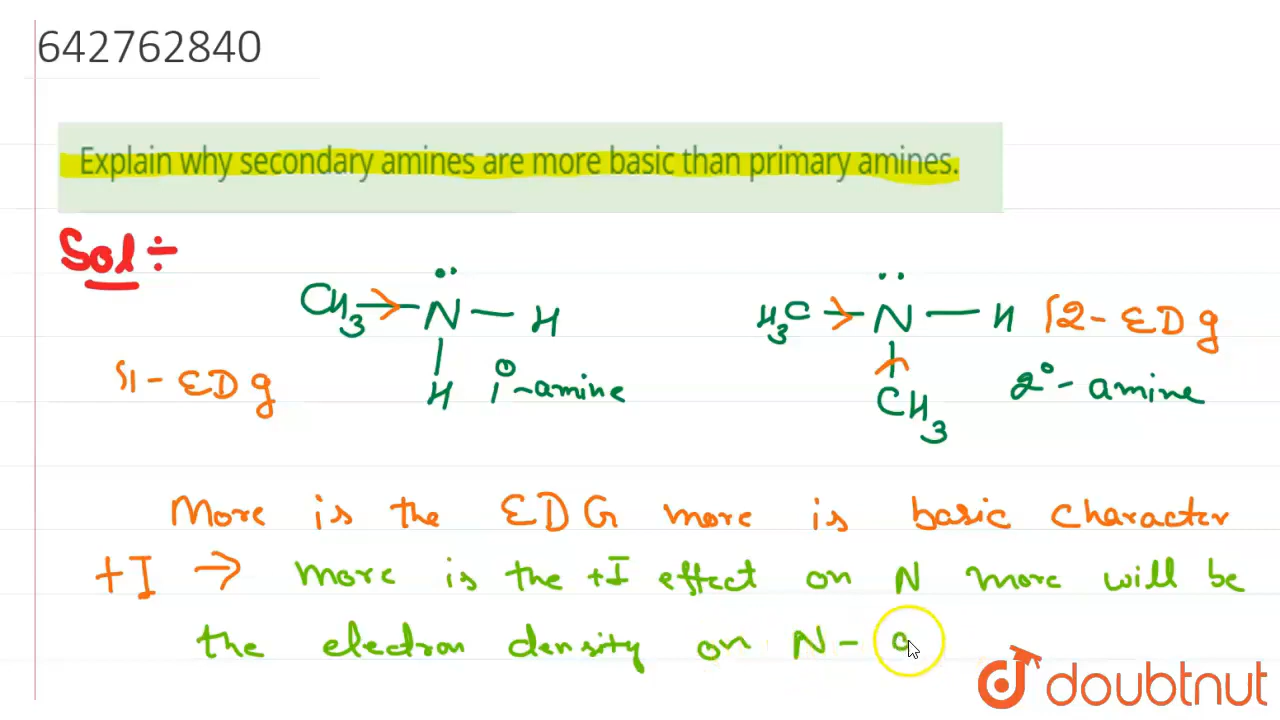 642762840
Explain why secondary amines are more basic than primary amines.
Sol ÷
CH3 N H
H
1° - amine
1 - EDg
H3C N H
CH3
2 - EDg
2° - amine
More is the EDG more is basic character
+I → more is the +I effect on N more will be
the electron density on N -
doubtnut